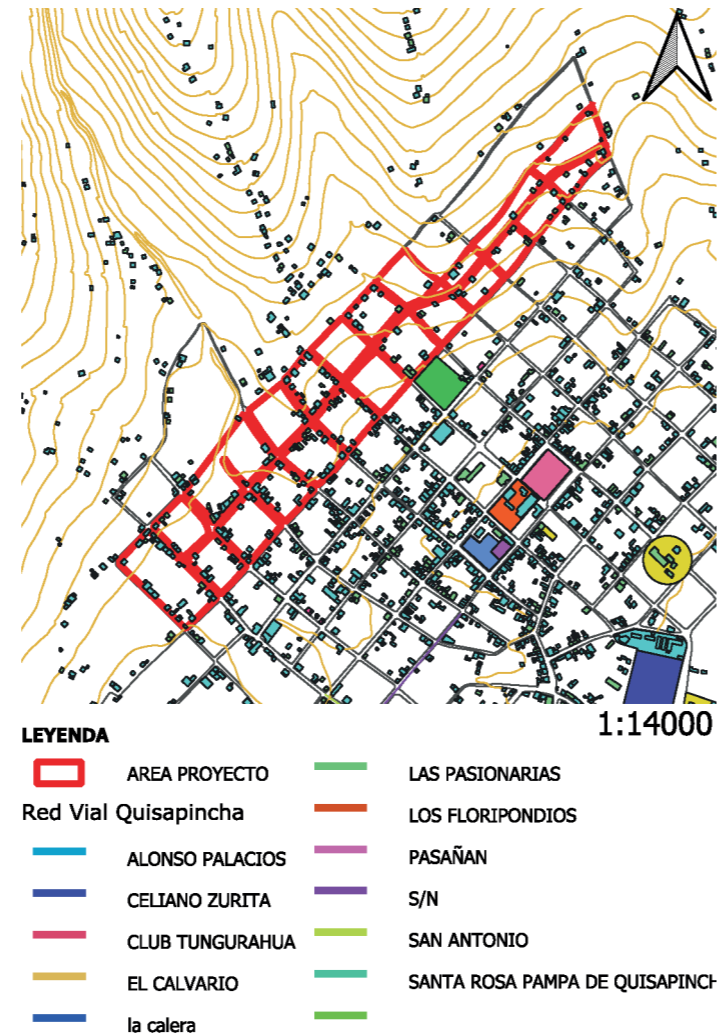 1:14000
LEYENDA
AREA PROYECTO
Red Vial Quisapincha
ALONSO PALACIOS
CELIANO ZURITA
CLUB TUNGURAHUA
EL CALVARIO
la calera
LAS PASIONARIAS
LOS FLORIPONDIOS
PASAÑAN
S/N
SAN ANTONIO
SANTA ROSA PAMPA DE QUISAPINCH